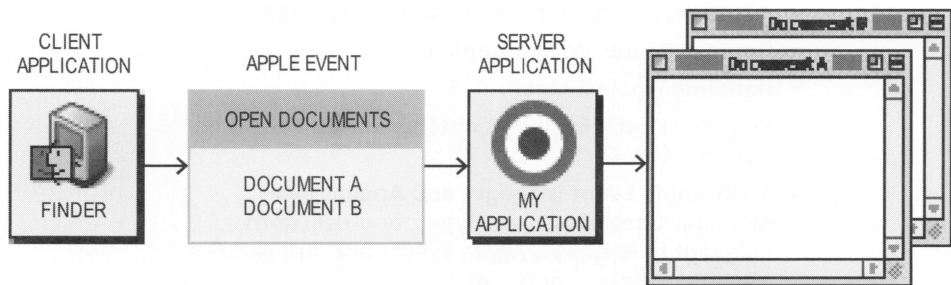 CLIENT
APPLICATION
FINDER
APPLE EVENT
OPEN DOCUMENTS
DOCUMENT A
DOCUMENT B
SERVER
APPLICATION
MY
APPLICATION
Document B
Document A